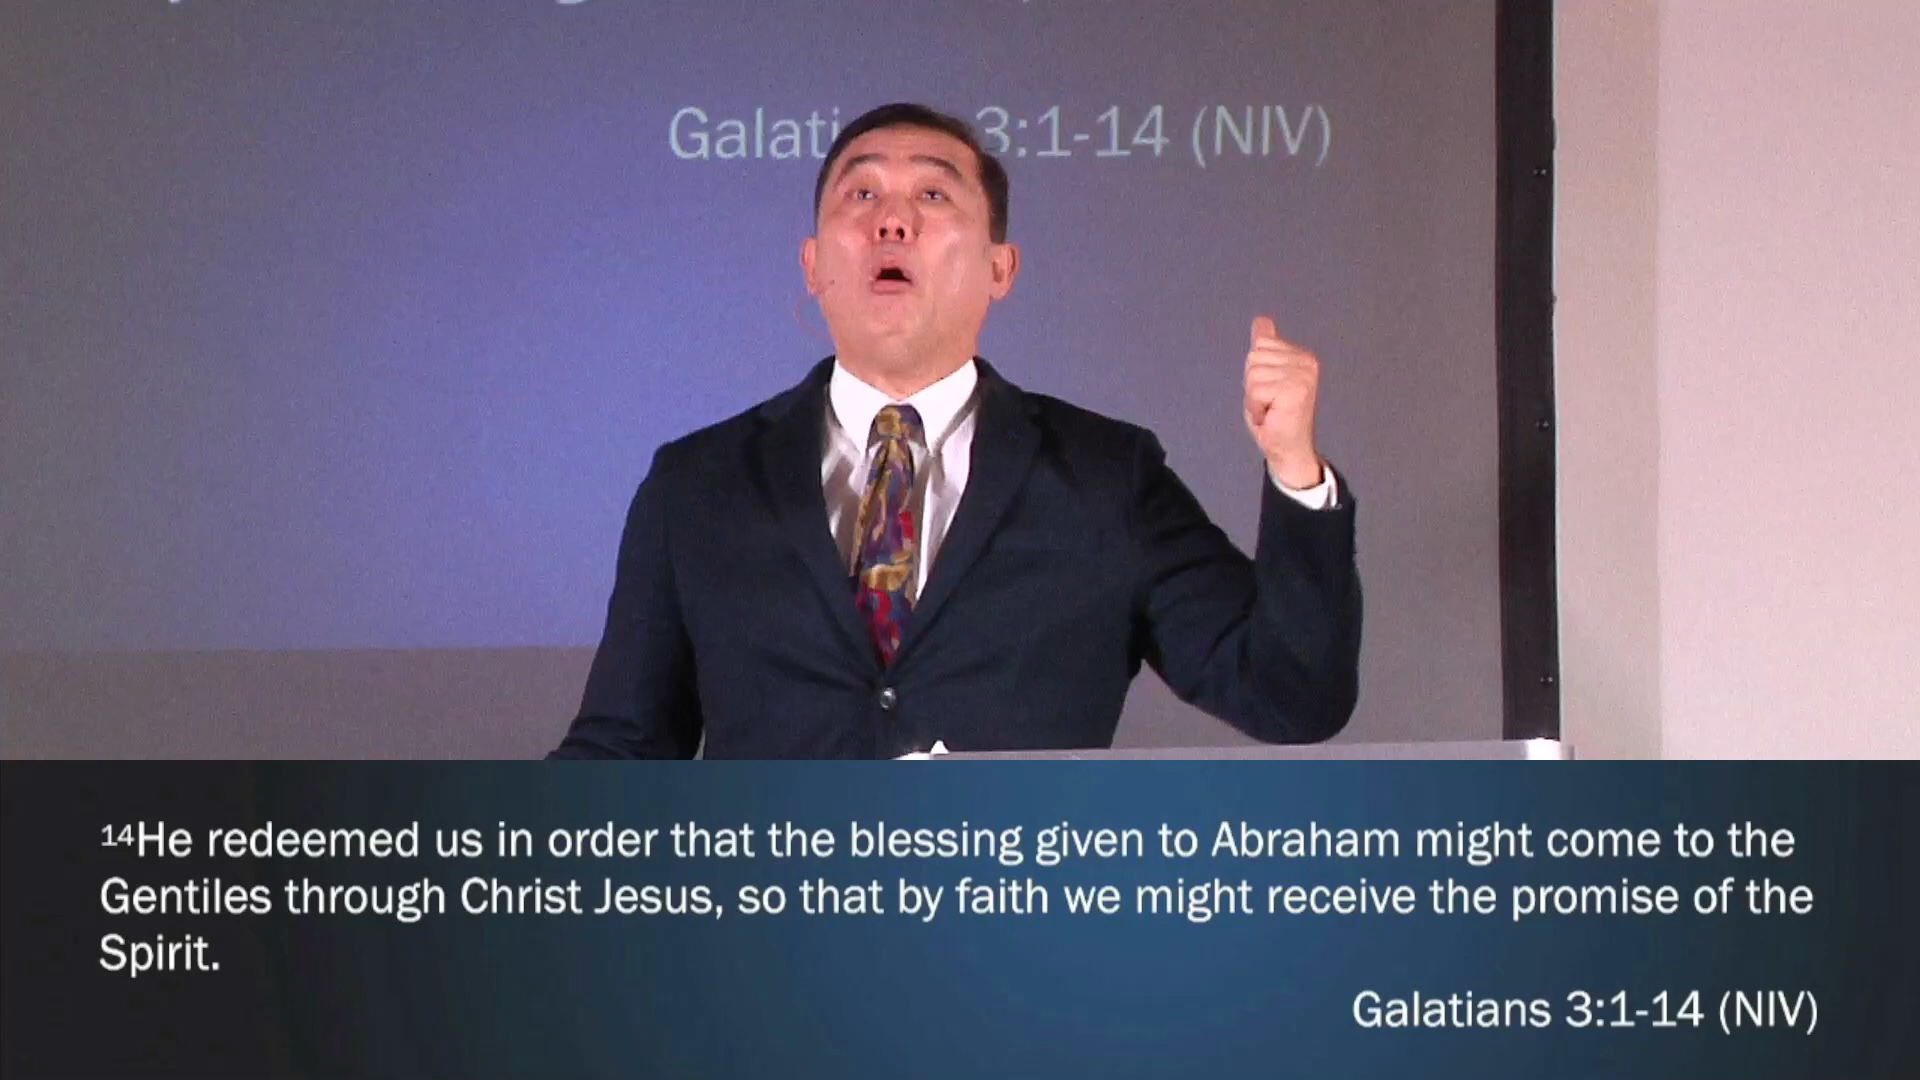 Galati 3:1-14 (NIV)
14He redeemed us in order that the blessing given to Abraham might come to the
Gentiles through Christ Jesus, so that by faith we might receive the promise of the
Spirit.
Galatians 3:1-14 (NIV)